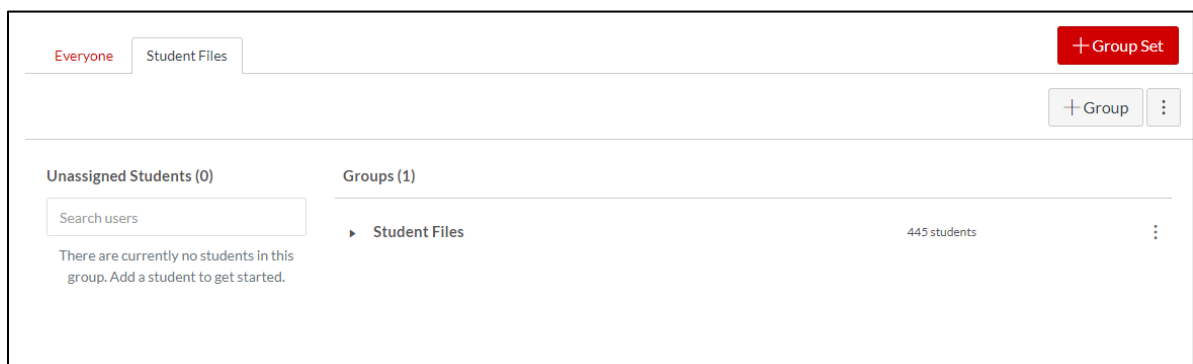 Everyone
Student Files
+ Group Set
+ Group
Unassigned Students (0)
Groups (1)
Search users
Student Files
445 students
There are currently no students in this
group. Add a student to get started.